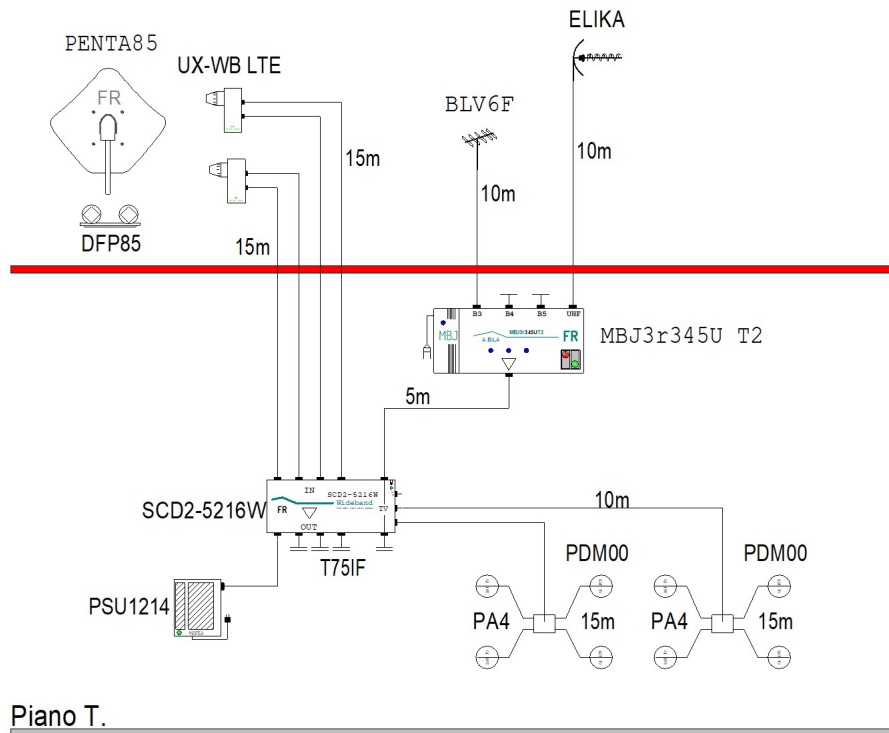 ELIKA
PENTA85
UX-WB LTE
FR
BLV6F
15m
10m
10m
DFP85
15m
B3 B4 B5 UHF
MBJ
MBJ3r345UT2
FR
MBJ3r345U T2
5m
IN
SCD2-5216W
Wideband
FR
TV
OUT
SCD2-5216W
10m
T75IF
PDM00
PDM00
PSU1214
PA4
15m
PA4
15m
Piano T.